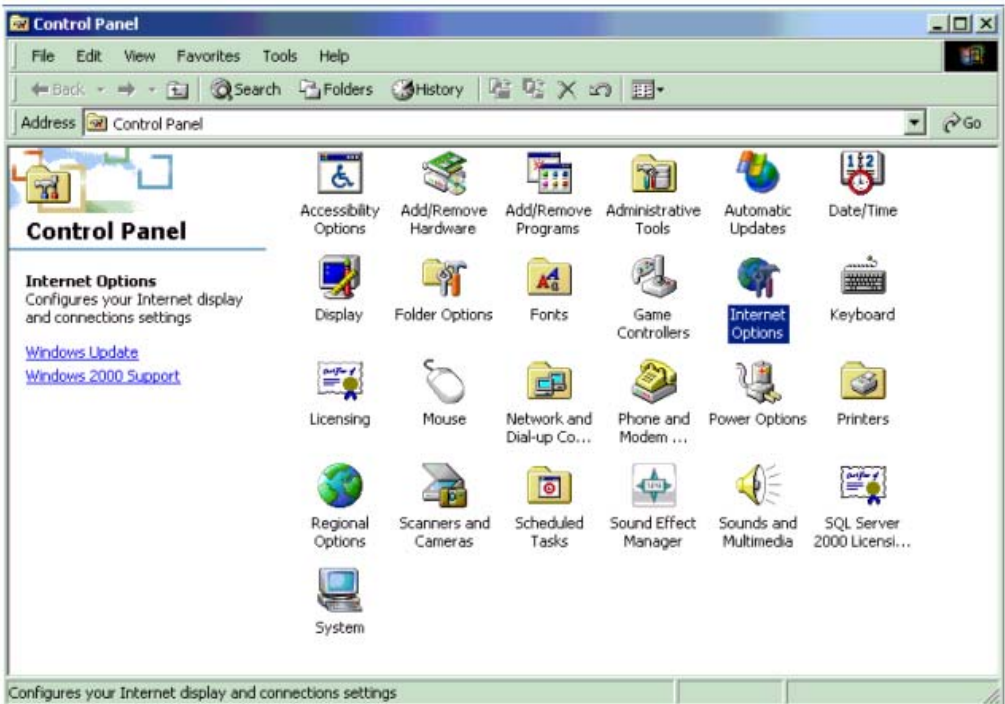 Control Panel
File Edit View Favorites Tools Help
Back Search Folders History
Address Control Panel Go
Control Panel
Internet Options
Configures your Internet display
and connections settings
Windows Update
Windows 2000 Support
Accessibility
Options
Add/Remove
Hardware
Add/Remove
Programs
Administrative
Tools
Automatic
Updates
Date/Time
Display
Folder Options
Fonts
Game
Controllers
Internet
Options
Keyboard
Licensing
Mouse
Network and
Dial-up Co...
Phone and
Modem ...
Power Options
Printers
Regional
Options
Scanners and
Cameras
Scheduled
Tasks
Sound Effect
Manager
Sounds and
Multimedia
SQL Server
2000 Licensi...
System
Configures your Internet display and connections settings